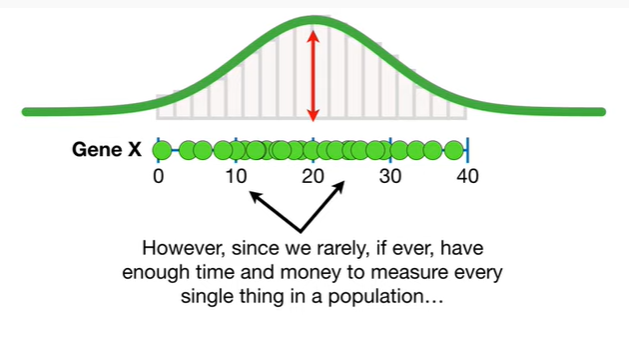 Gene X
0 10 20 30 40
However, since we rarely, if ever, have
enough time and money to measure every
single thing in a population…